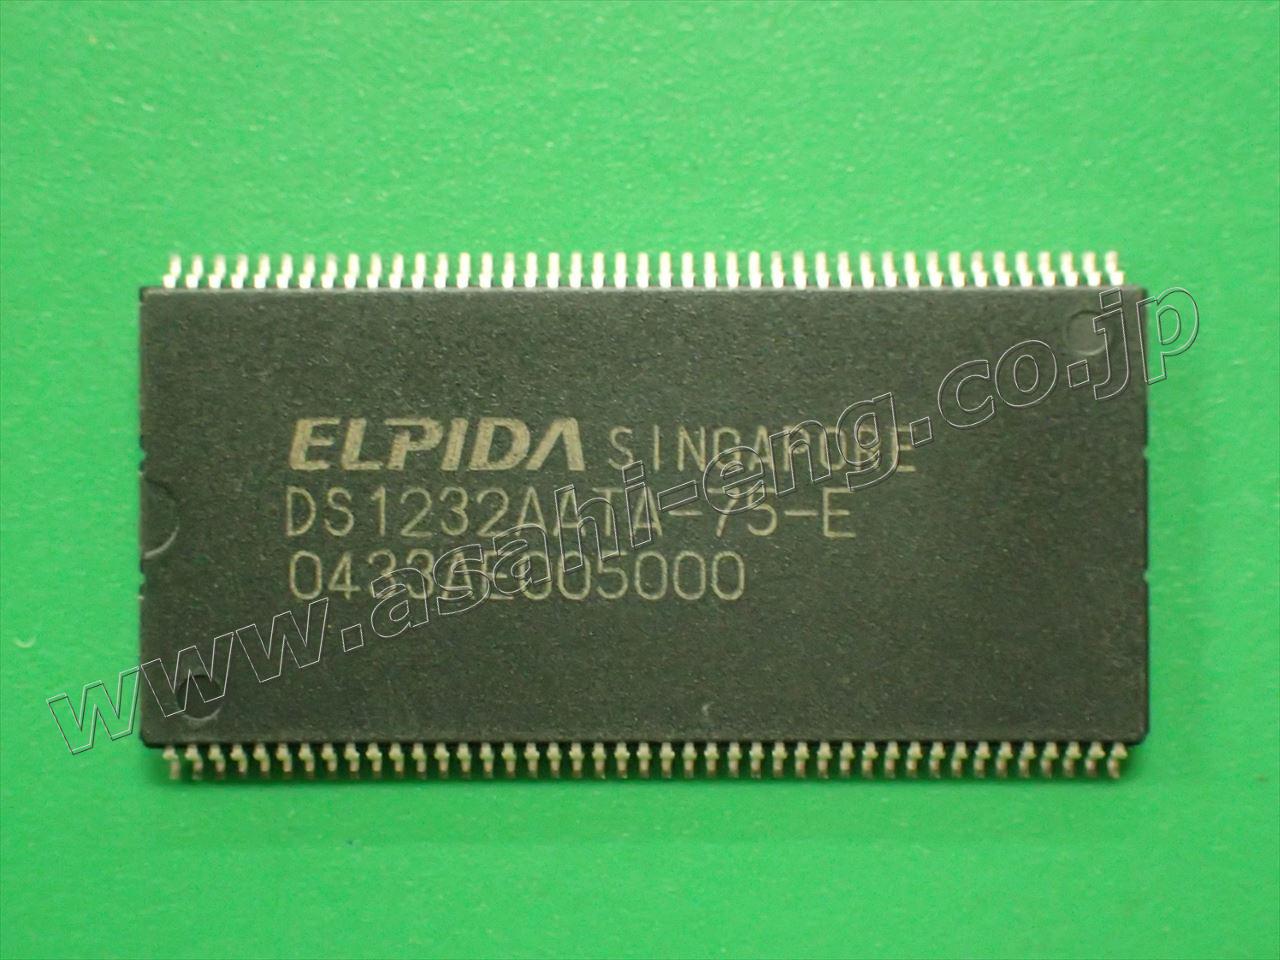 ELPIDA SINGAPORE
DS1232AATA-75-E
0433AE005000
www.asahi-eng.co.jp